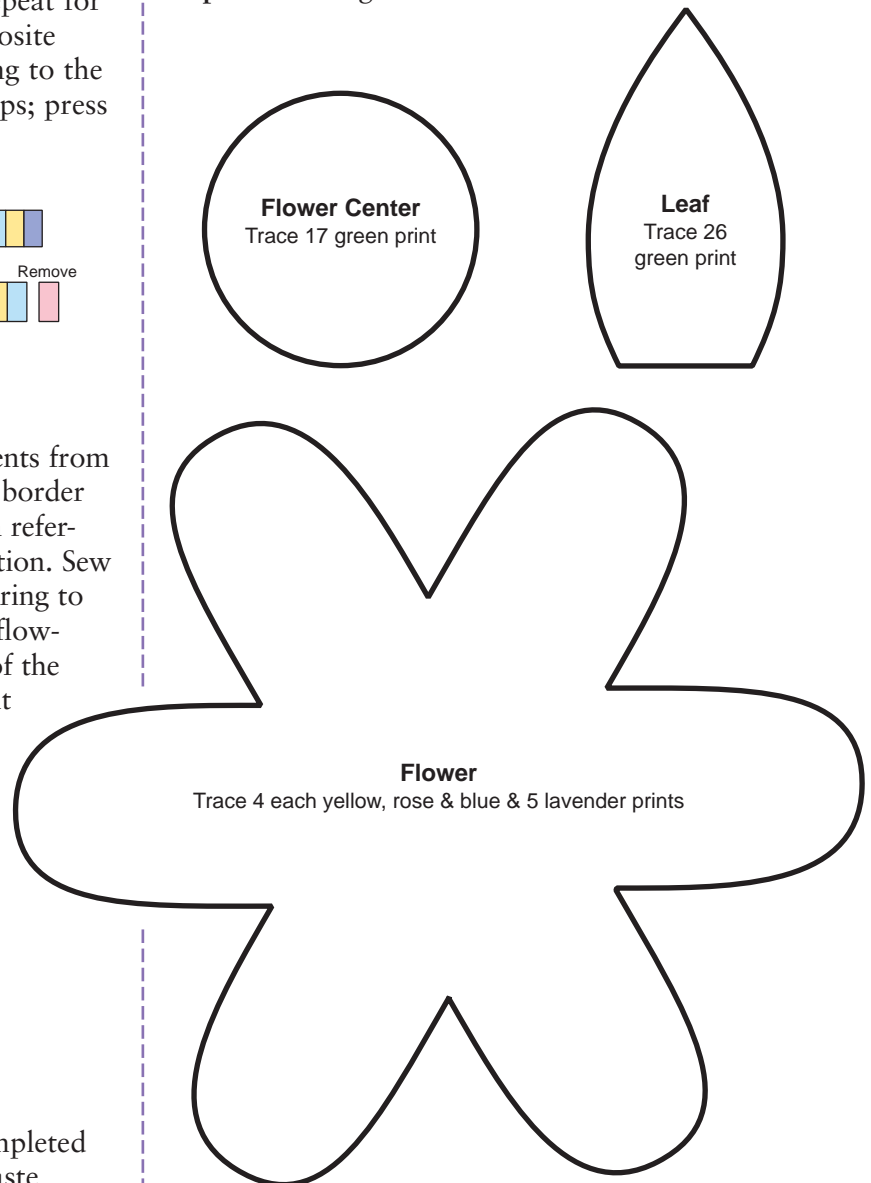 peat for
osite
ng to the
ps; press
Remove
ents from
border
refer-
tion. Sew
ring to
flow-
of the
t
mpleted
aste
Flower Center
Trace 17 green print
Leaf
Trace 26
green print
Flower
Trace 4 each yellow, rose & blue & 5 lavender prints